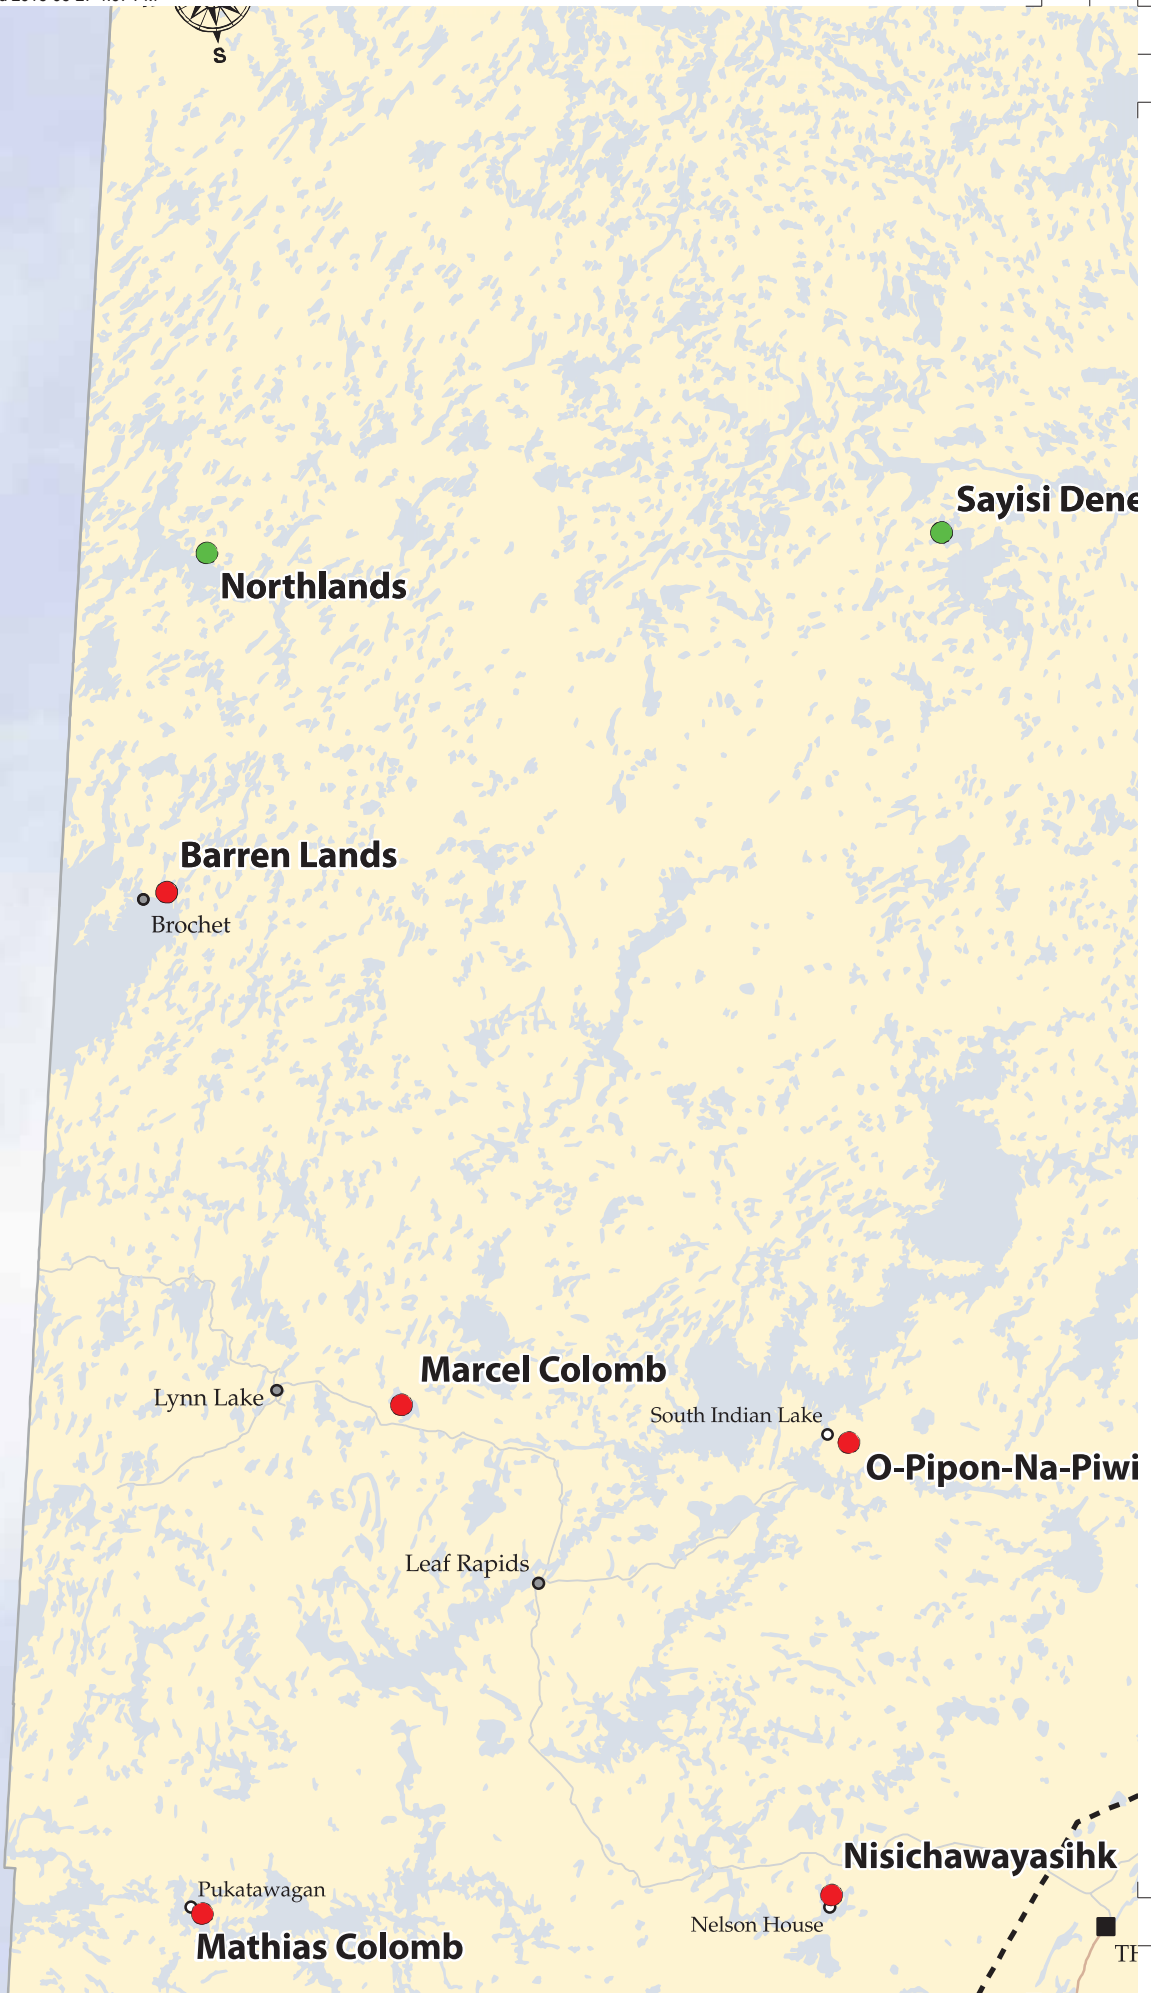 S
Sayisi Dene
Northlands
Barren Lands
Brochet
Marcel Colomb
Lynn Lake
South Indian Lake
O-Pipon-Na-Piwi
Leaf Rapids
Nisichawayasihk
Pukatawagan
Nelson House
Mathias Colomb
TH